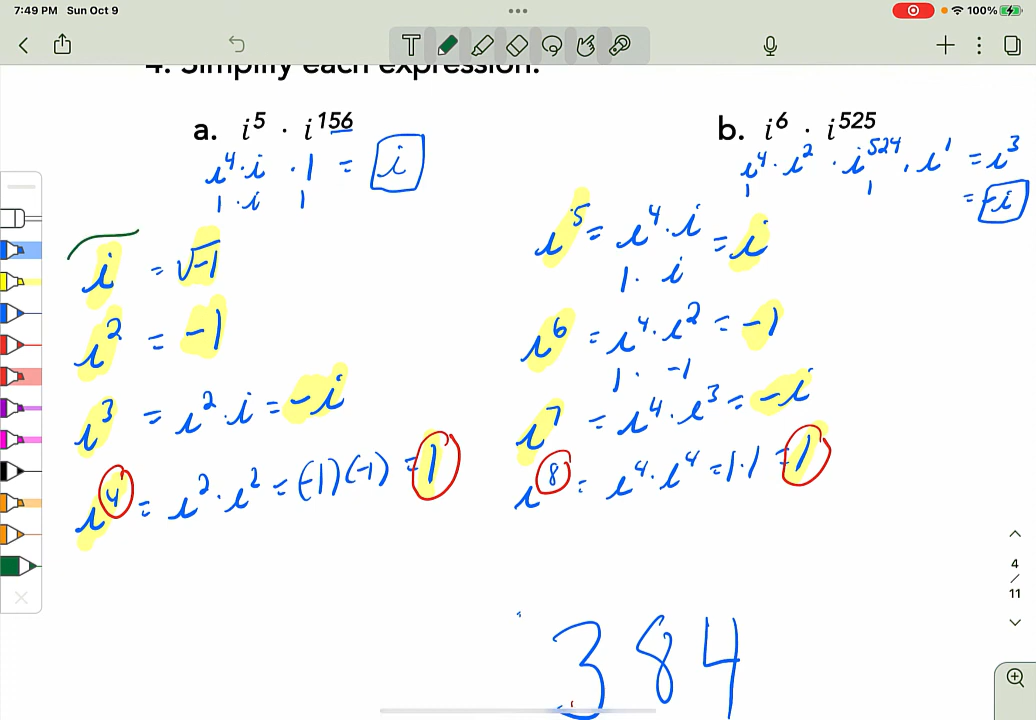 7:49 PM Sun Oct 9
100%
4. Simplify each expression.
a. i⁵ · i¹⁵⁶
i⁴ · i · 1 = i
1 · i 1
b. i⁶ · i⁵²⁵
i⁴ · i² · i⁵²⁴ · i¹ = i³
1 1 = -i
i = √-1
i² = -1
i³ = i² · i = -i
i⁴ = i² · i² = (-1)(-1) = 1
i⁵ = i⁴ · i = i
1 · i
i⁶ = i⁴ · i² = -1
1 · -1
i⁷ = i⁴ · i³ = -i
i⁸ = i⁴ · i⁴ = 1 · 1 = 1
384
T
4
/
11